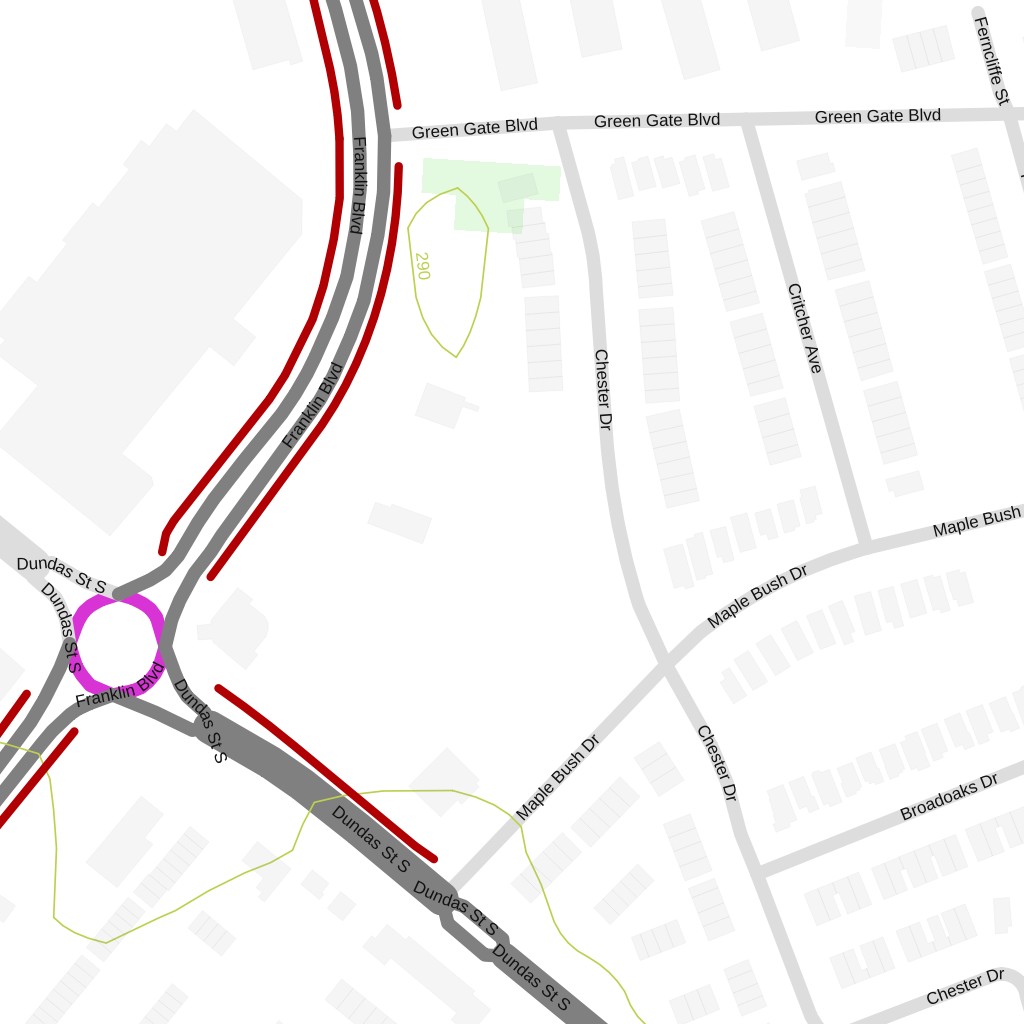 Ferncliffe St
Green Gate Blvd
Green Gate Blvd
Green Gate Blvd
Franklin Blvd
290
Critcher Ave
Chester Dr
Franklin Blvd
Maple Bush
Dundas St S
Maple Bush Dr
Dundas St S
Franklin Blvd
Dundas St S
Chester Dr
Maple Bush Dr
Broadoaks Dr
Dundas St S
Dundas St S
Dundas St S
Chester Dr